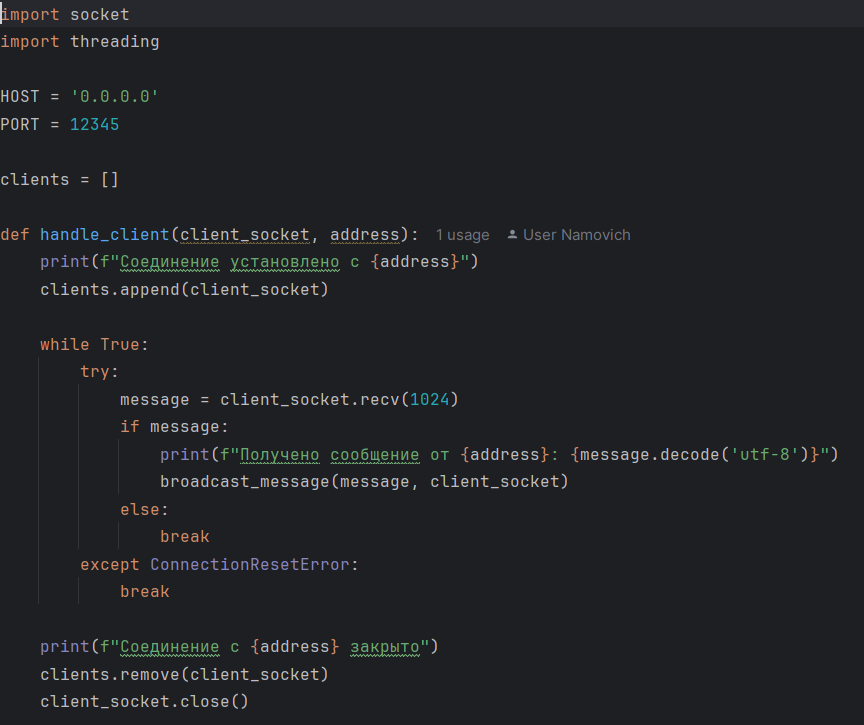 import socket
import threading
HOST = '0.0.0.0'
PORT = 12345
clients = []
def handle_client(client_socket, address): 1 usage User Namovich
    print(f"Соединение установлено с {address}")
    clients.append(client_socket)
    while True:
        try:
            message = client_socket.recv(1024)
            if message:
                print(f"Получено сообщение от {address}: {message.decode('utf-8')}")
                broadcast_message(message, client_socket)
            else:
                break
        except ConnectionResetError:
            break
    print(f"Соединение с {address} закрыто")
    clients.remove(client_socket)
    client_socket.close()